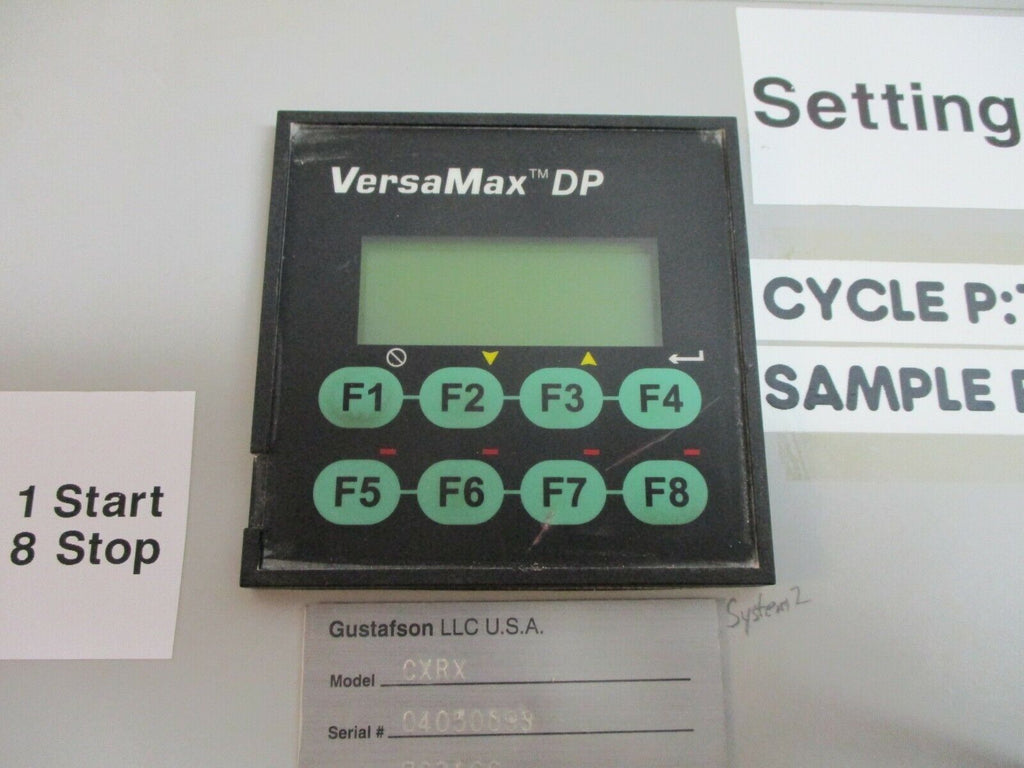 Setting
VersaMax™ DP
CYCLE P:
SAMPLE
F1 F2 F3 F4
F5 F6 F7 F8
1 Start
8 Stop
System 2
Gustafson LLC U.S.A.
Model CXRX
Serial #